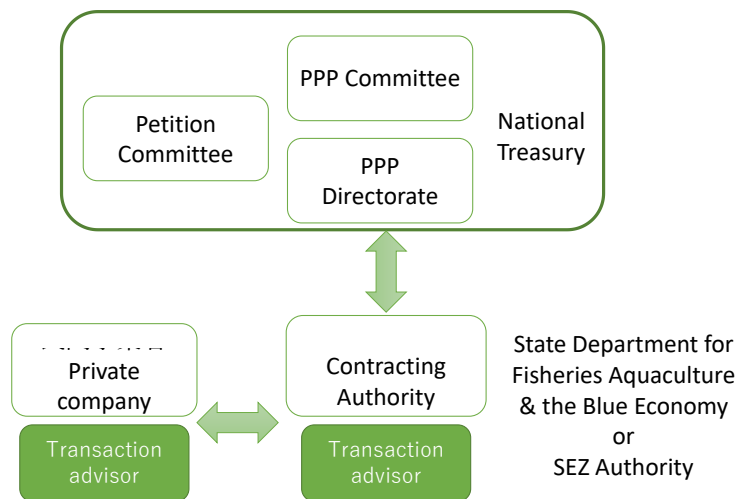 PPP Committee
Petition
Committee
National
Treasury
PPP
Directorate
Private
company
Contracting
Authority
State Department for
Fisheries Aquaculture
& the Blue Economy
or
SEZ Authority
Transaction
advisor
Transaction
advisor